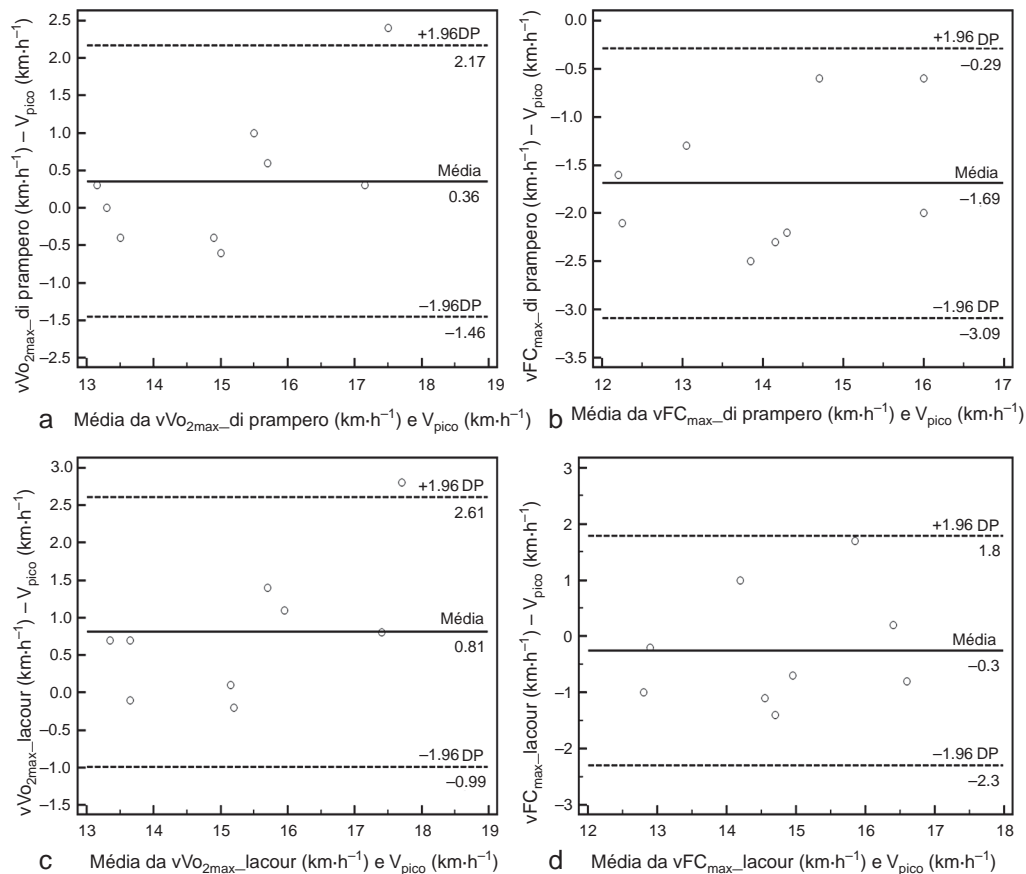 vVo2max_di prampero (km·h−1) – Vpico (km·h−1)
2.5
2.0
1.5
1.0
0.5
0.0
−0.5
−1.0
−1.5
−2.0
−2.5
+1.96DP
2.17
Média
0.36
−1.96DP
−1.46
13 14 15 16 17 18 19
a Média da vVo2max_di prampero (km·h−1) e Vpico (km·h−1)
vFCmax_di prampero (km·h−1) – Vpico (km·h−1)
0.0
−0.5
−1.0
−1.5
−2.0
−2.5
−3.0
−3.5
+1.96 DP
−0.29
Média
−1.69
−1.96 DP
−3.09
12 13 14 15 16 17
b Média da vFCmax_di prampero (km·h−1) e Vpico (km·h−1)
vVo2max_lacour (km·h−1) – Vpico (km·h−1)
3.0
2.5
2.0
1.5
1.0
0.5
0.0
−0.5
−1.0
−1.5
+1.96 DP
2.61
Média
0.81
−1.96 DP
−0.99
13 14 15 16 17 18 19
c Média da vVo2max_lacour (km·h−1) e Vpico (km·h−1)
vFCmax_lacour (km·h−1) – Vpico (km·h−1)
3
2
1
0
−1
−2
−3
+1.96 DP
1.8
Média
−0.3
−1.96 DP
−2.3
12 13 14 15 16 17 18
d Média da vFCmax_lacour (km·h−1) e Vpico (km·h−1)